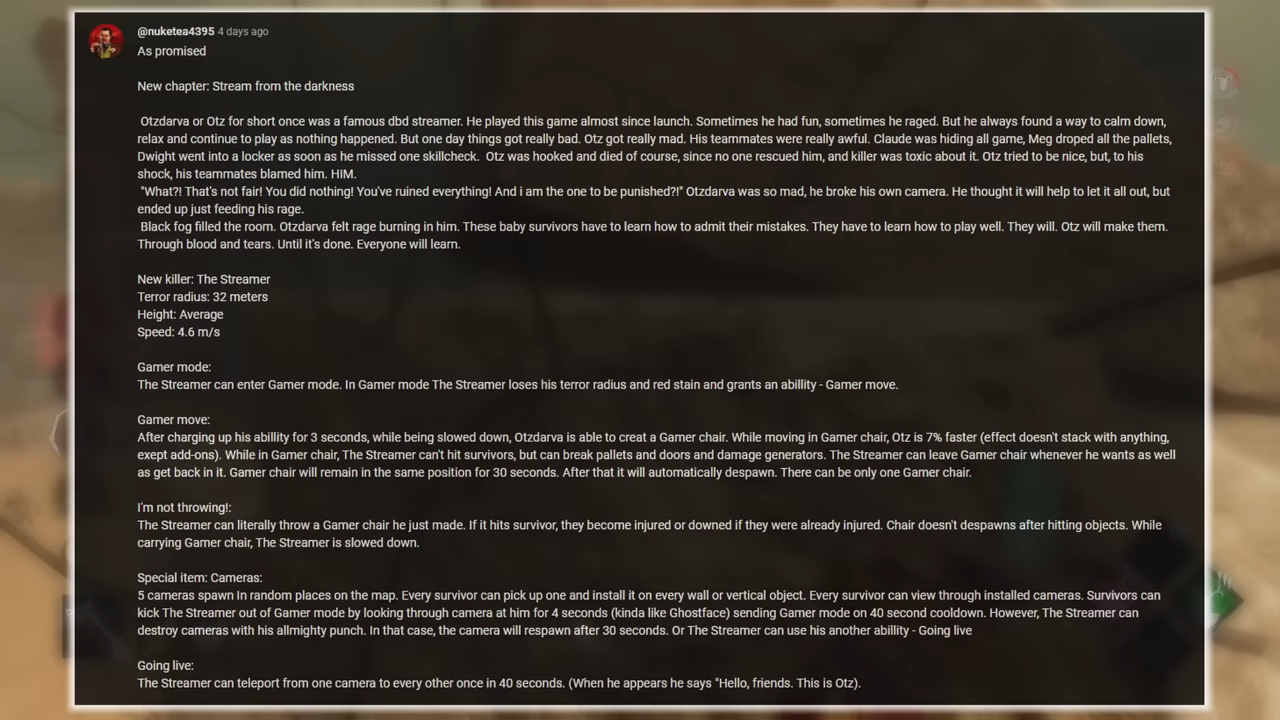 @nuketea4395 4 days ago
As promised
New chapter: Stream from the darkness
Otzdarva or Otz for short once was a famous dbd streamer. He played this game almost since launch. Sometimes he had fun, sometimes he raged. But he always found a way to calm down,
relax and continue to play as nothing happened. But one day things got really bad. Otz got really mad. His teammates were really awful. Claude was hiding all game, Meg droped all the pallets,
Dwight went into a locker as soon as he missed one skillcheck. Otz was hooked and died of course, since no one rescued him, and killer was toxic about it. Otz tried to be nice, but, to his
shock, his teammates blamed him. HIM.
"What?! That's not fair! You did nothing! You've ruined everything! And i am the one to be punished?!" Otzdarva was so mad, he broke his own camera. He thought it will help to let it all out, but
ended up just feeding his rage.
Black fog filled the room. Otzdarva felt rage burning in him. These baby survivors have to learn how to admit their mistakes. They have to learn how to play well. They will. Otz will make them.
Through blood and tears. Until it's done. Everyone will learn.
New killer: The Streamer
Terror radius: 32 meters
Height: Average
Speed: 4.6 m/s
Gamer mode:
The Streamer can enter Gamer mode. In Gamer mode The Streamer loses his terror radius and red stain and grants an abillity - Gamer move.
Gamer move:
After charging up his abillity for 3 seconds, while being slowed down, Otzdarva is able to creat a Gamer chair. While moving in Gamer chair, Otz is 7% faster (effect doesn't stack with anything,
exept add-ons). While in Gamer chair, The Streamer can't hit survivors, but can break pallets and doors and damage generators. The Streamer can leave Gamer chair whenever he wants as well
as get back in it. Gamer chair will remain in the same position for 30 seconds. After that it will automatically despawn. There can be only one Gamer chair.
I'm not throwing!:
The Streamer can literally throw a Gamer chair he just made. If it hits survivor, they become injured or downed if they were already injured. Chair doesn't despawns after hitting objects. While
carrying Gamer chair, The Streamer is slowed down.
Special item: Cameras:
5 cameras spawn In random places on the map. Every survivor can pick up one and install it on every wall or vertical object. Every survivor can view through installed cameras. Survivors can
kick The Streamer out of Gamer mode by looking through camera at him for 4 seconds (kinda like Ghostface) sending Gamer mode on 40 second cooldown. However, The Streamer can
destroy cameras with his allmighty punch. In that case, the camera will respawn after 30 seconds. Or The Streamer can use his another abillity - Going live
Going live:
The Streamer can teleport from one camera to every other once in 40 seconds. (When he appears he says "Hello, friends. This is Otz).